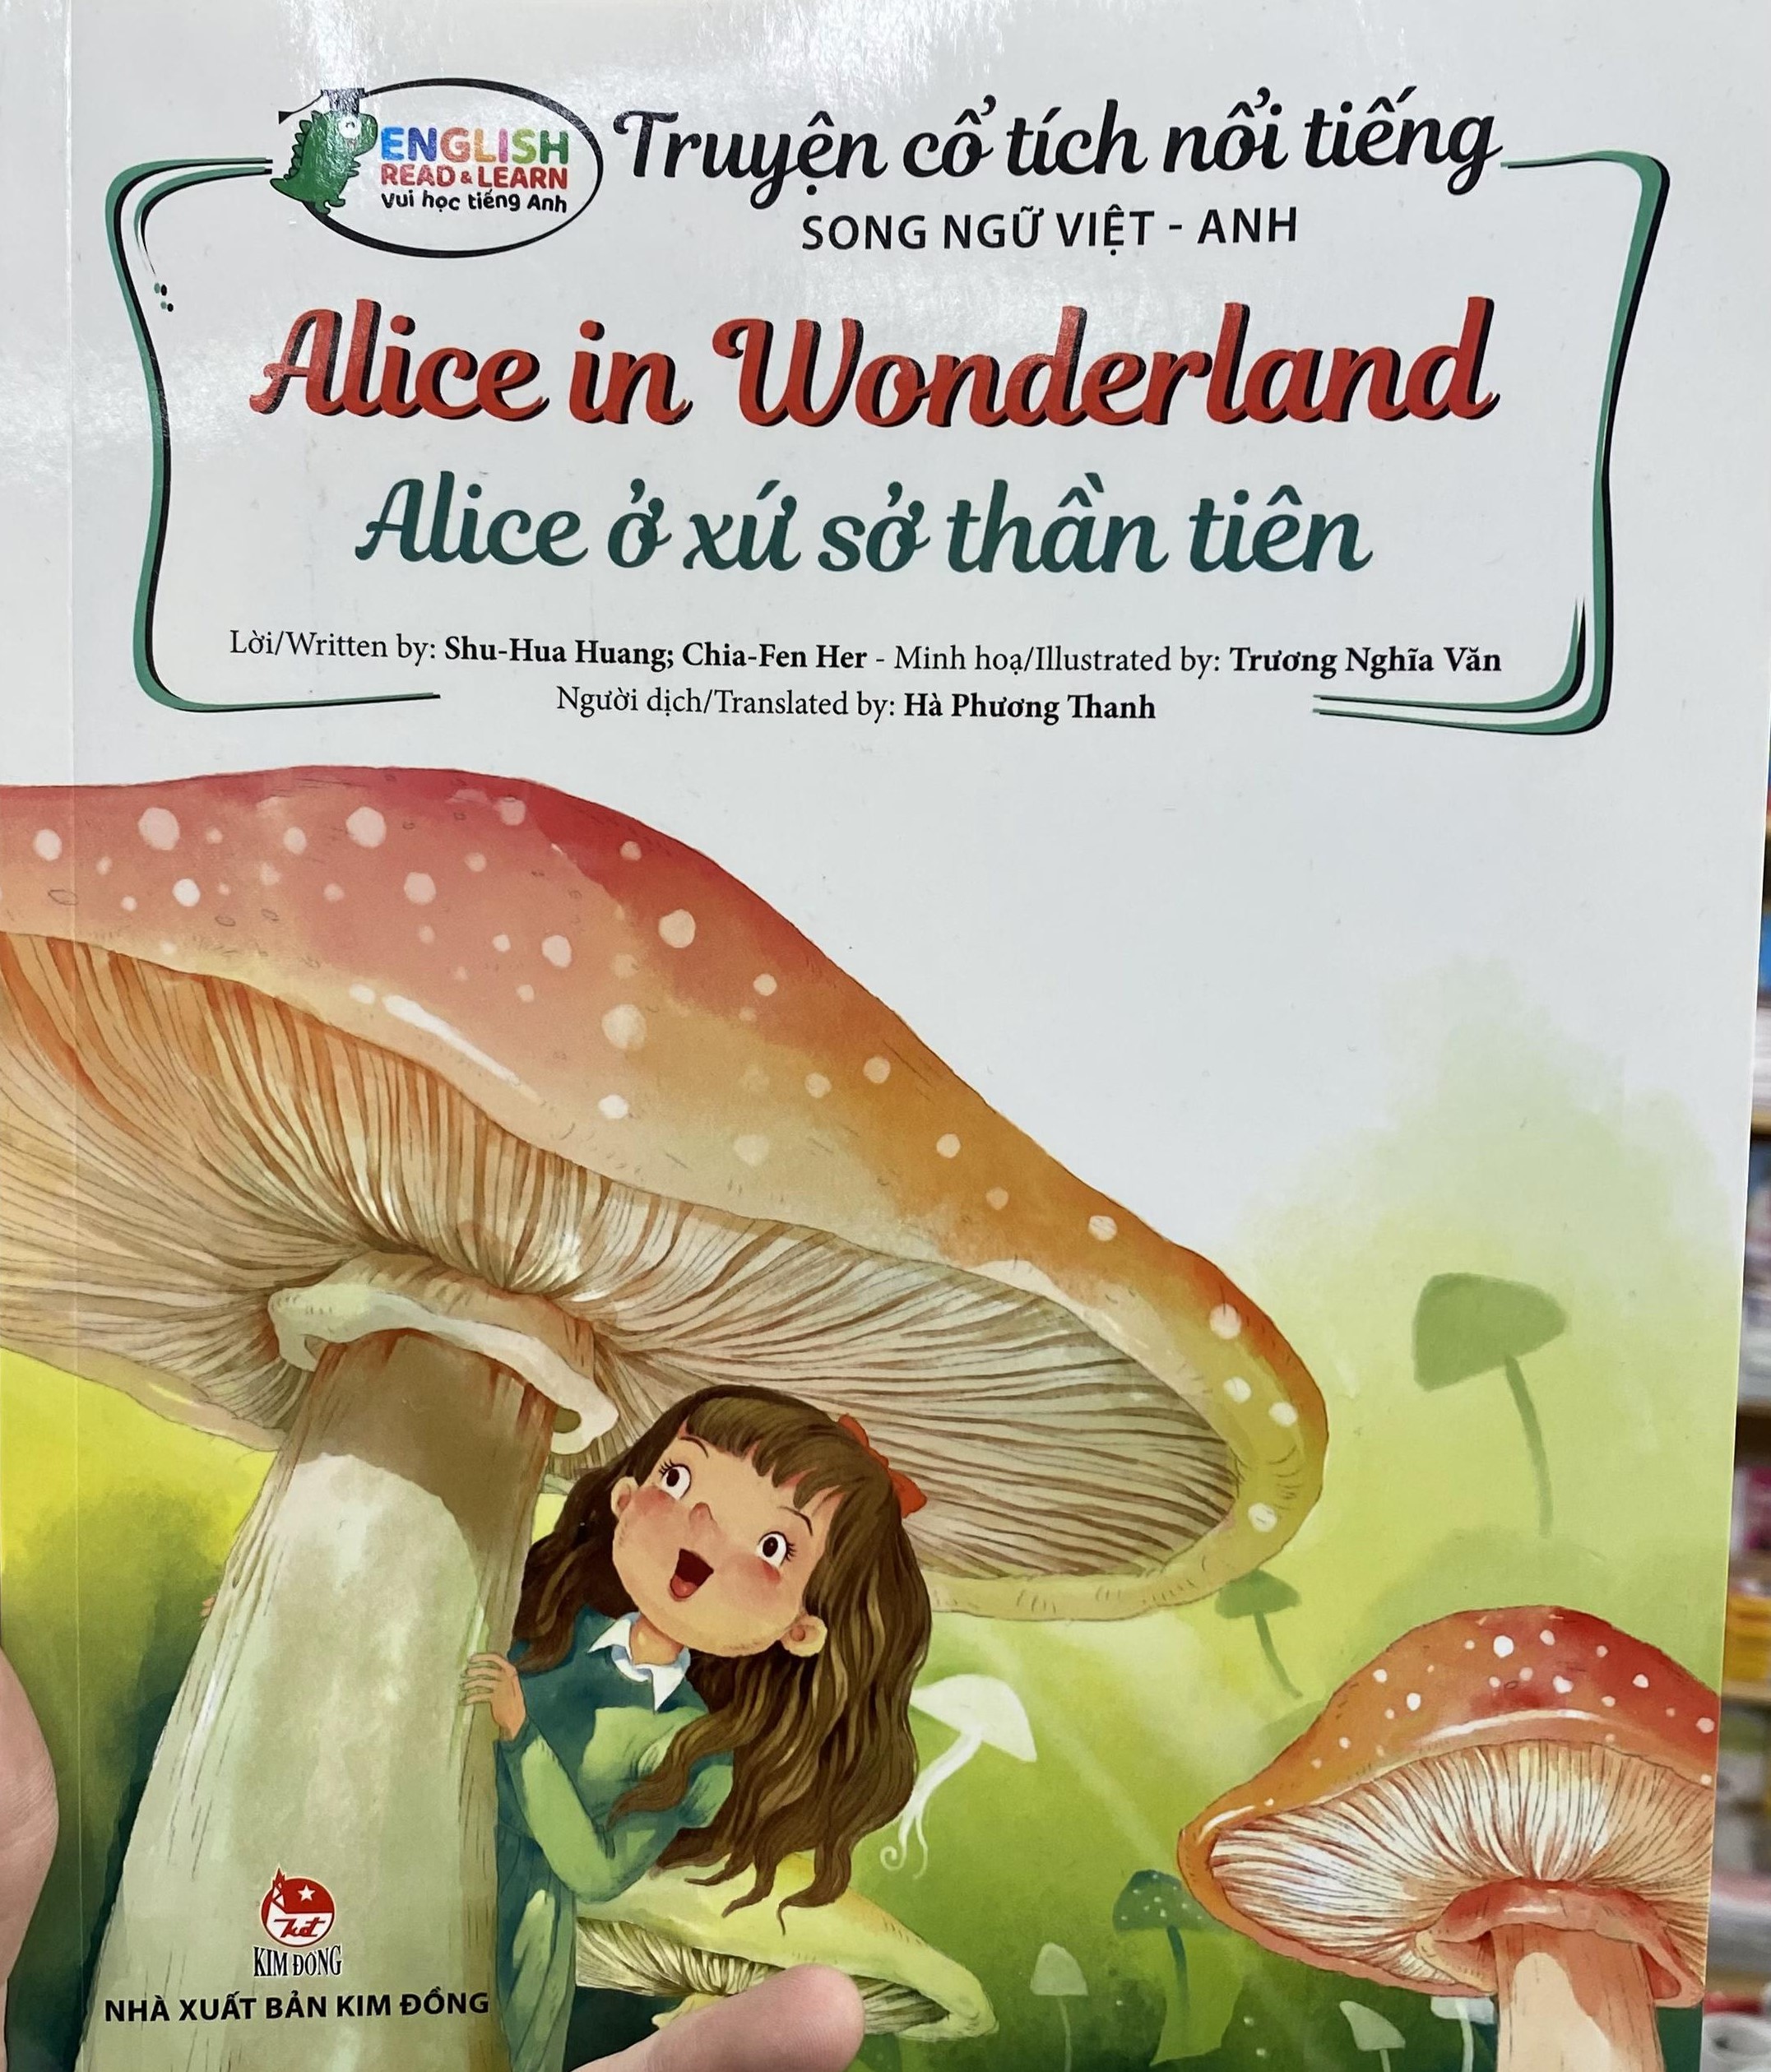 ENGLISH
READ & LEARN
Vui học tiếng Anh
Truyện cổ tích nổi tiếng
SONG NGỮ VIỆT - ANH
Alice in Wonderland
Alice ở xứ sở thần tiên
Lời/Written by: Shu-Hua Huang; Chia-Fen Her - Minh hoạ/Illustrated by: Trương Nghĩa Văn
Người dịch/Translated by: Hà Phương Thanh
KIM ĐỒNG
NHÀ XUẤT BẢN KIM ĐỒNG